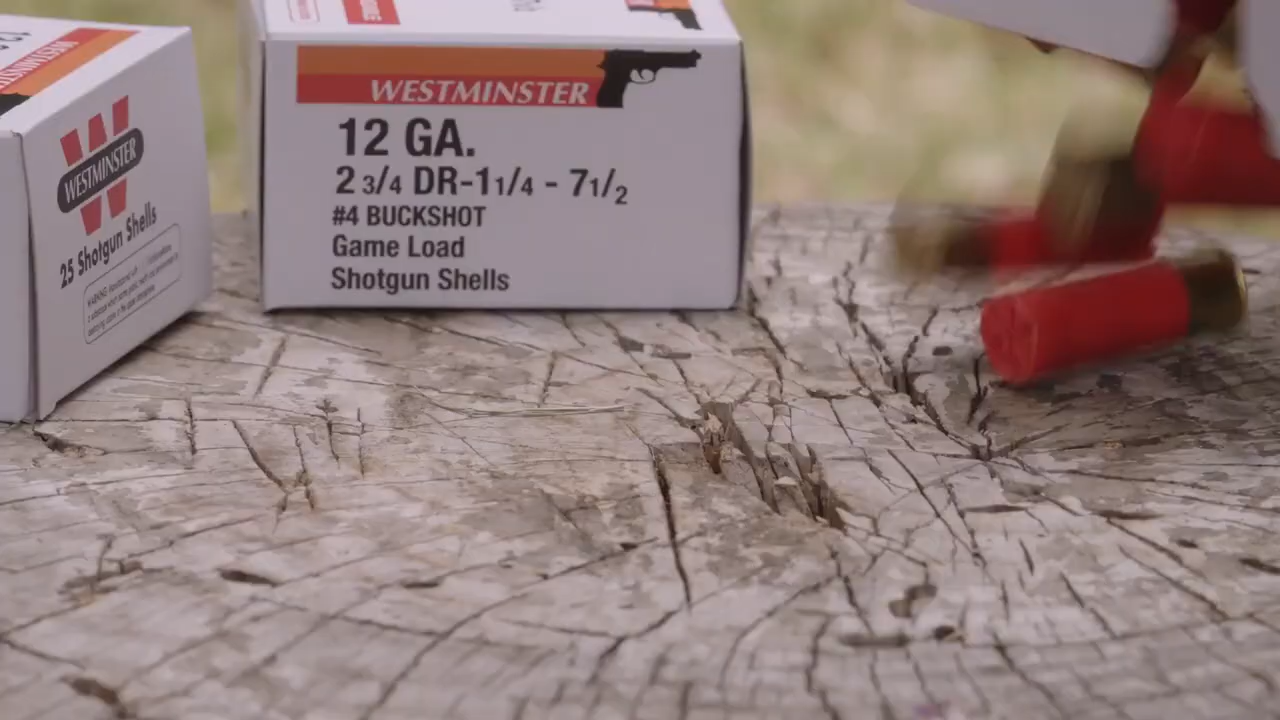 WESTMINSTER
25 Shotgun Shells
WESTMINSTER
12 GA.
2 3/4 DR-1 1/4 - 7 1/2
#4 BUCKSHOT
Game Load
Shotgun Shells